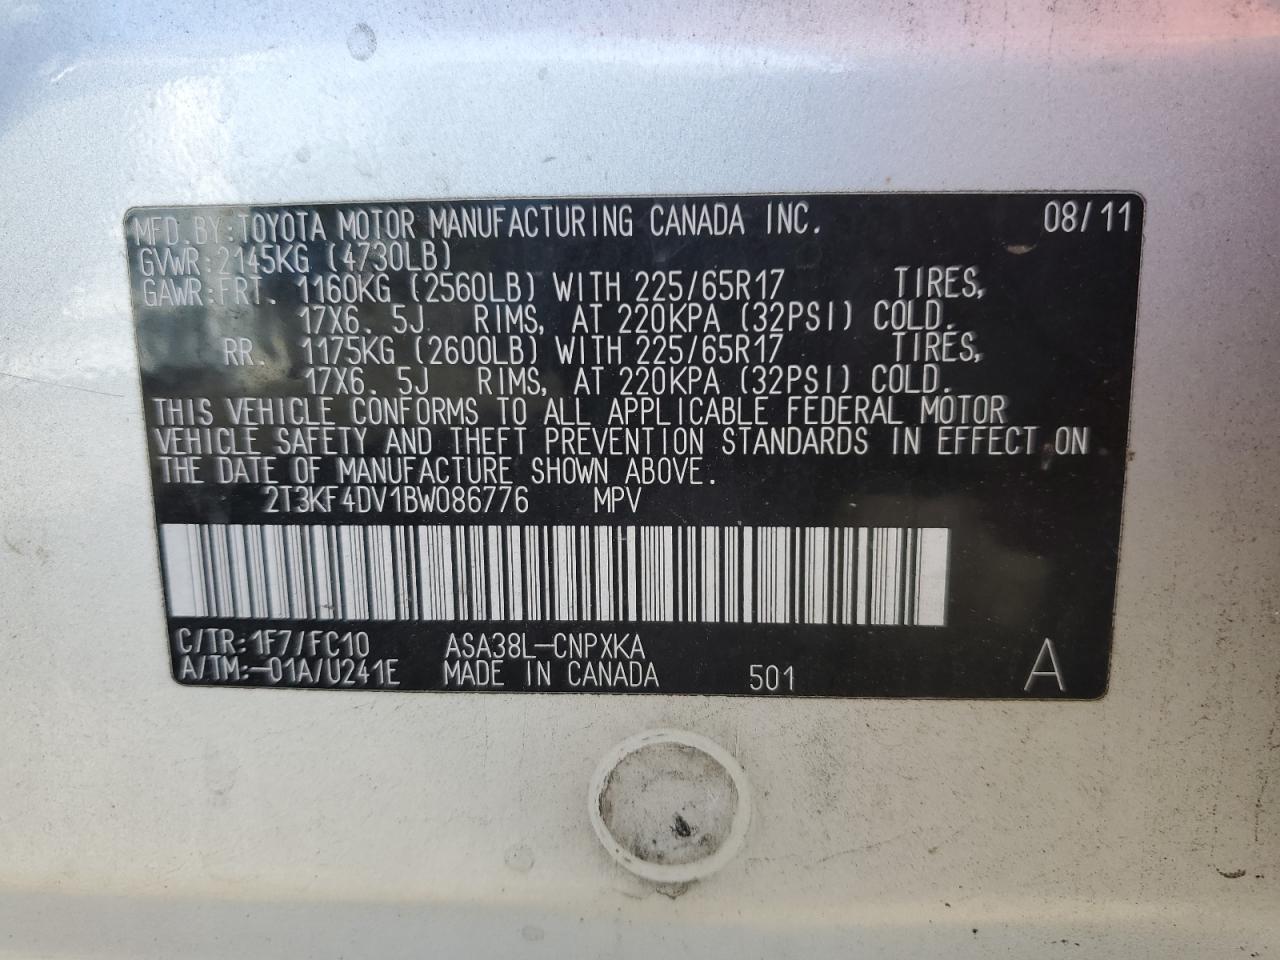 MFD. BY: TOYOTA MOTOR MANUFACTURING CANADA INC. 08/11
GVWR: 2145KG (4730LB)
GAWR: FRT. 1160KG (2560LB) WITH 225/65R17 TIRES,
17X6. 5J RIMS, AT 220KPA (32PSI) COLD.
RR. 1175KG (2600LB) WITH 225/65R17 TIRES,
17X6. 5J RIMS, AT 220KPA (32PSI) COLD.
THIS VEHICLE CONFORMS TO ALL APPLICABLE FEDERAL MOTOR
VEHICLE SAFETY AND THEFT PREVENTION STANDARDS IN EFFECT ON
THE DATE OF MANUFACTURE SHOWN ABOVE.
2T3KF4DV1BW086776 MPV
C/TR: 1F7/FC10 ASA38L-CNPXKA
A/TM: -01A/U241E MADE IN CANADA 501 A